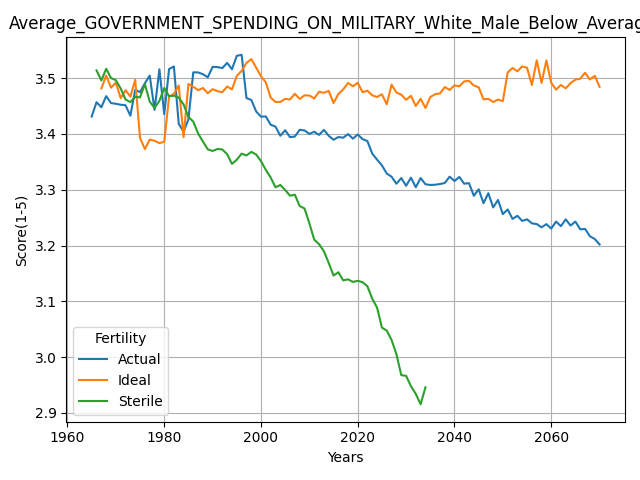 Average_GOVERNMENT_SPENDING_ON_MILITARY_White_Male_Below_Averag
Score(1-5)
3.5
3.4
3.3
3.2
3.1
3.0
2.9
Fertility
Actual
Ideal
Sterile
1960 1980 2000 2020 2040 2060
Years